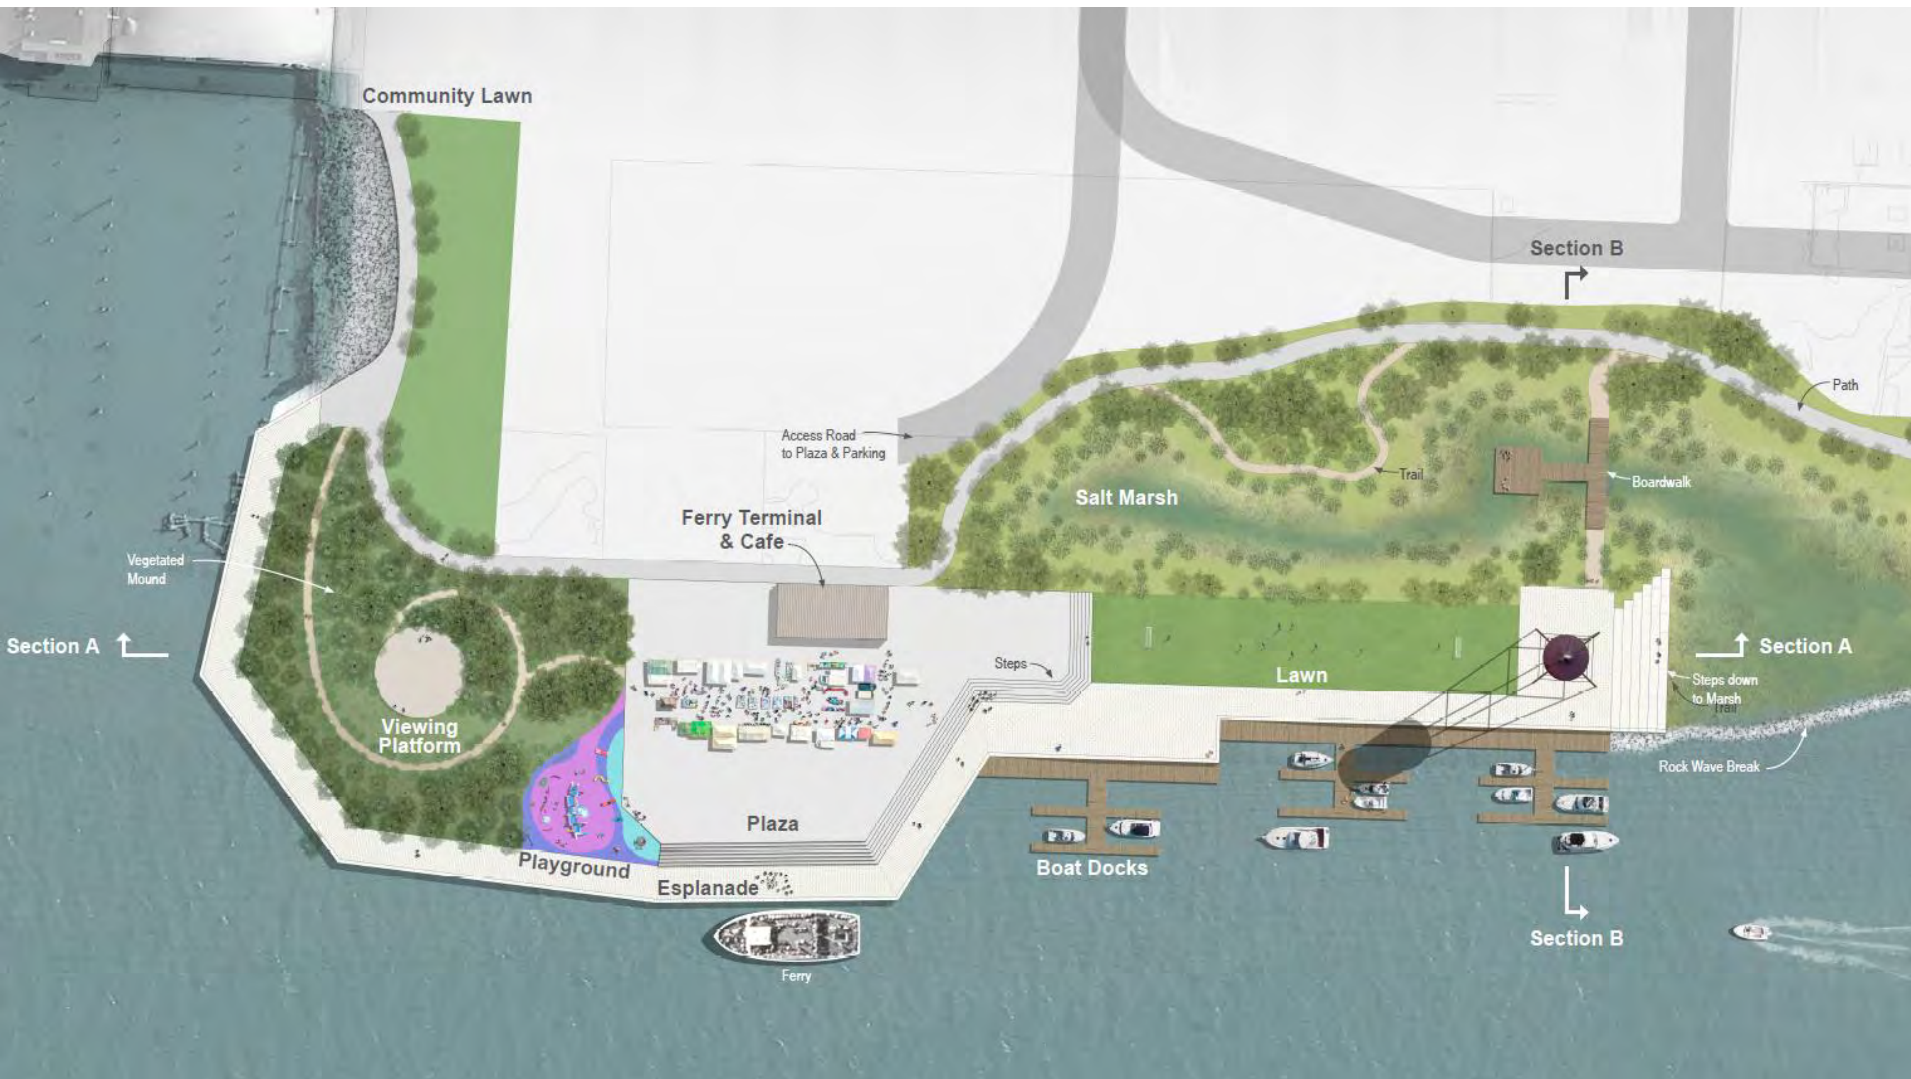 Community Lawn
Section B
Path
Access Road
to Plaza & Parking
Trail
Boardwalk
Salt Marsh
Ferry Terminal
& Cafe
Vegetated
Mound
Section A
Section A
Steps
Lawn
Steps down
to Marsh
Trail
Viewing
Platform
Rock Wave Break
Plaza
Playground
Boat Docks
Esplanade
Section B
Ferry